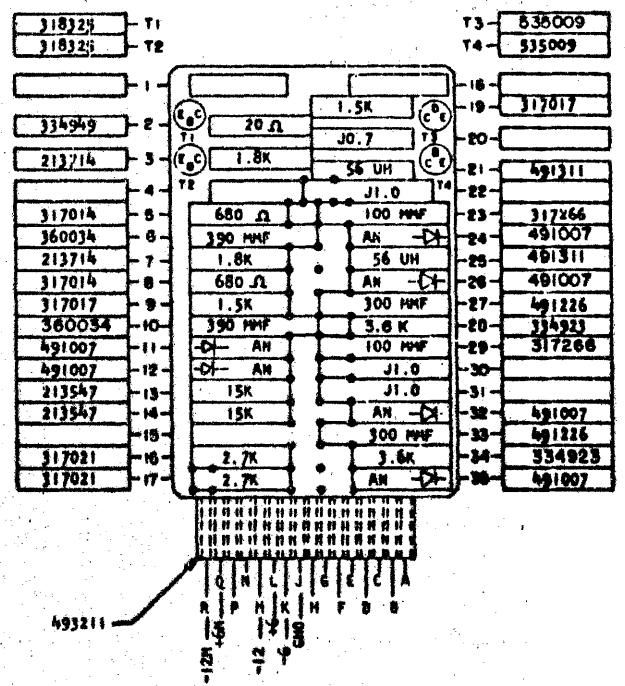 318324 T1 T3 535009
318324 T2 T4 535009
1 18
1.5K 19 317017
334949 2 E B C 20 Ω C B E
T1 J0.7 T3 20
213714 3 E B C 1.8K C B E
T2 56 UH T4 21 491311
4 J1.0 22
317014 5 680 Ω 100 MMF 23 317266
360034 6 390 MMF AN 24 491007
213714 7 1.8K 56 UH 25 491311
317014 8 680 Ω AN 26 491007
317017 9 1.5K 300 MMF 27 491226
360034 10 390 MMF 3.6 K 28 334923
491007 11 AN 100 MMF 29 317266
491007 12 AN J1.0 30
213547 13 15K J1.0 31
213547 14 15K AN 32 491007
15 300 MMF 33 491226
317021 16 2.7K 3.6K 34 334923
317021 17 2.7K AN 35 491007
Q N L J G E C A
R P M K H F D B
493211
-12M +6M -12 +6 -6 GND